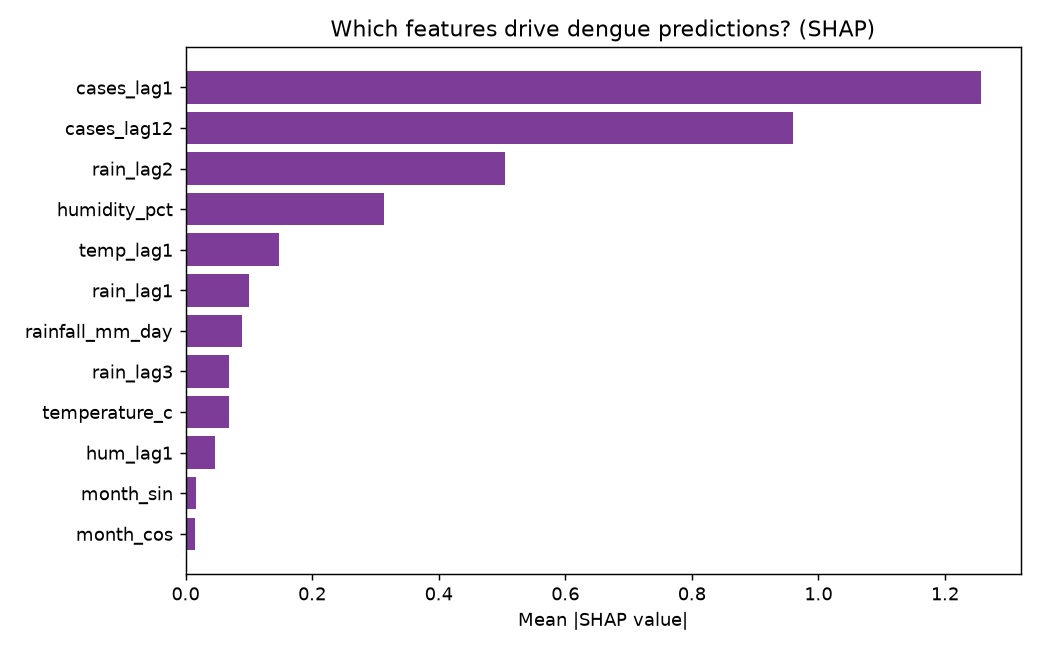 Which features drive dengue predictions? (SHAP)
cases_lag1
cases_lag12
rain_lag2
humidity_pct
temp_lag1
rain_lag1
rainfall_mm_day
rain_lag3
temperature_c
hum_lag1
month_sin
month_cos
0.0 0.2 0.4 0.6 0.8 1.0 1.2
Mean |SHAP value|